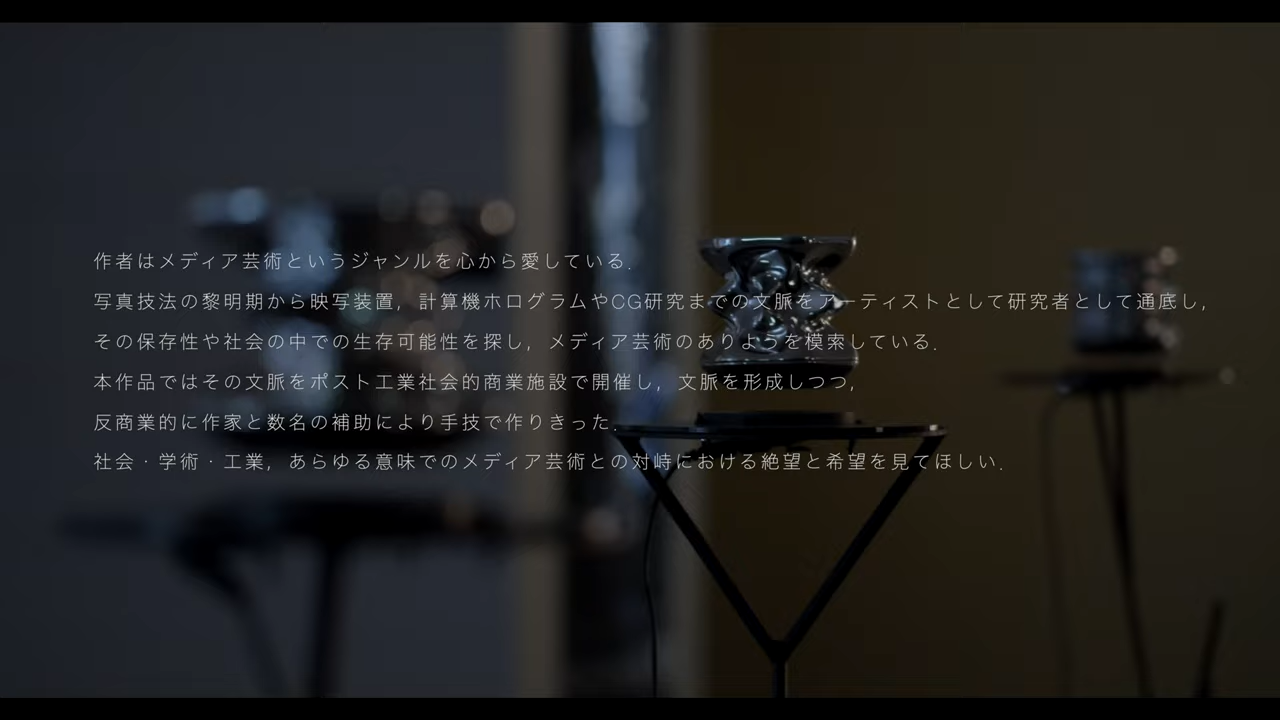 作者はメディア芸術というジャンルを心から愛している.
写真技法の黎明期から映写装置, 計算機ホログラムやCG研究までの文脈をアーティストとして研究者として通底し,
その保存性や社会の中での生存可能性を探し, メディア芸術のありようを模索している.
本作品ではその文脈をポスト工業社会的商業施設で開催し, 文脈を形成しつつ,
反商業的に作家と数名の補助により手技で作りきった.
社会・学術・工業, あらゆる意味でのメディア芸術との対峙における絶望と希望を見てほしい.